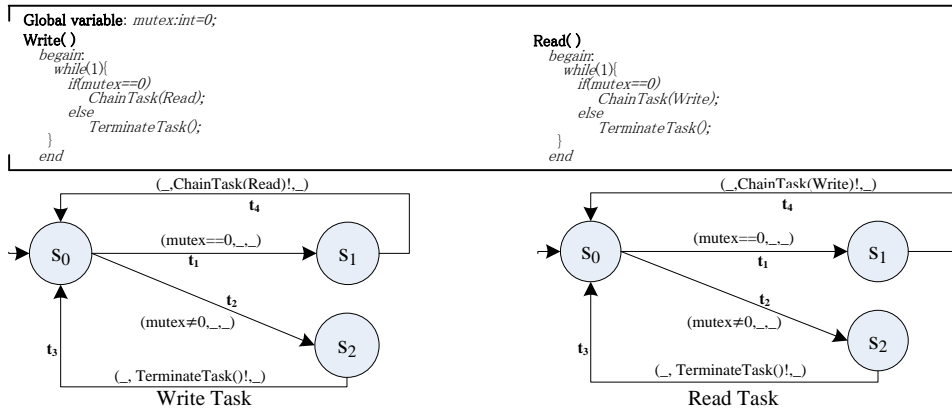 Global variable: mutex:int=0;
Write( )
begain:
while(1){
if(mutex==0)
ChainTask(Read);
else
TerminateTask();
}
end
Read( )
begain:
while(1){
if(mutex==0)
ChainTask(Write);
else
TerminateTask();
}
end
(_,ChainTask(Read)!,_)
t4
S0
(mutex==0,_,_)
t1
S1
t2
(mutex≠0,_,_)
t3
S2
(_, TerminateTask()!,_)
Write Task
(_,ChainTask(Write)!,_)
t4
S0
(mutex==0,_,_)
t1
S1
t2
(mutex≠0,_,_)
t3
S2
(_, TerminateTask()!,_)
Read Task